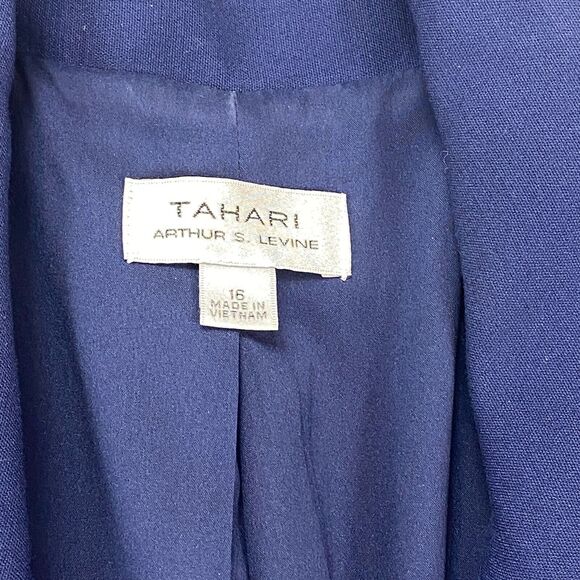 TAHARI
ARTHUR S. LEVINE
16
MADE IN
VIETNAM